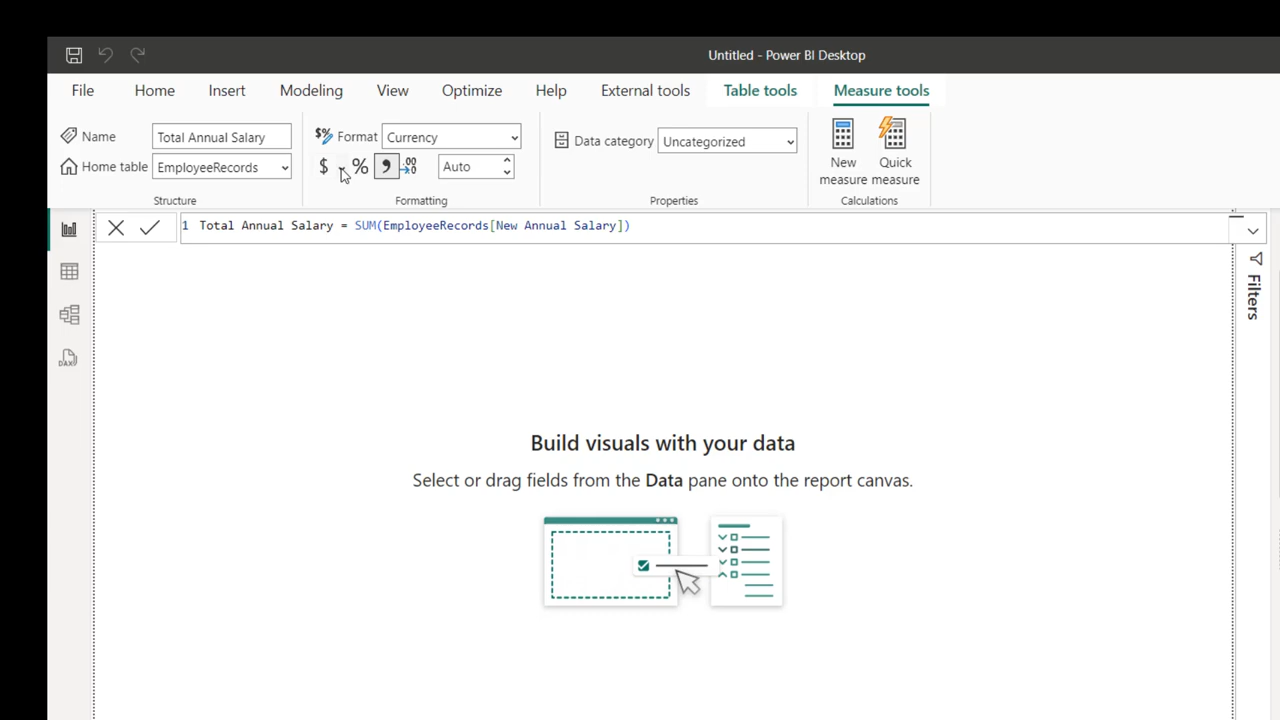 Untitled - Power BI Desktop
File Home Insert Modeling View Optimize Help External tools Table tools Measure tools
Name Total Annual Salary $% Format Currency Data category Uncategorized
Home table EmployeeRecords $ % , .00 Auto
New measure Quick measure
Structure Formatting Properties Calculations
1 Total Annual Salary = SUM(EmployeeRecords[New Annual Salary])
DAX
Filters
Build visuals with your data
Select or drag fields from the Data pane onto the report canvas.